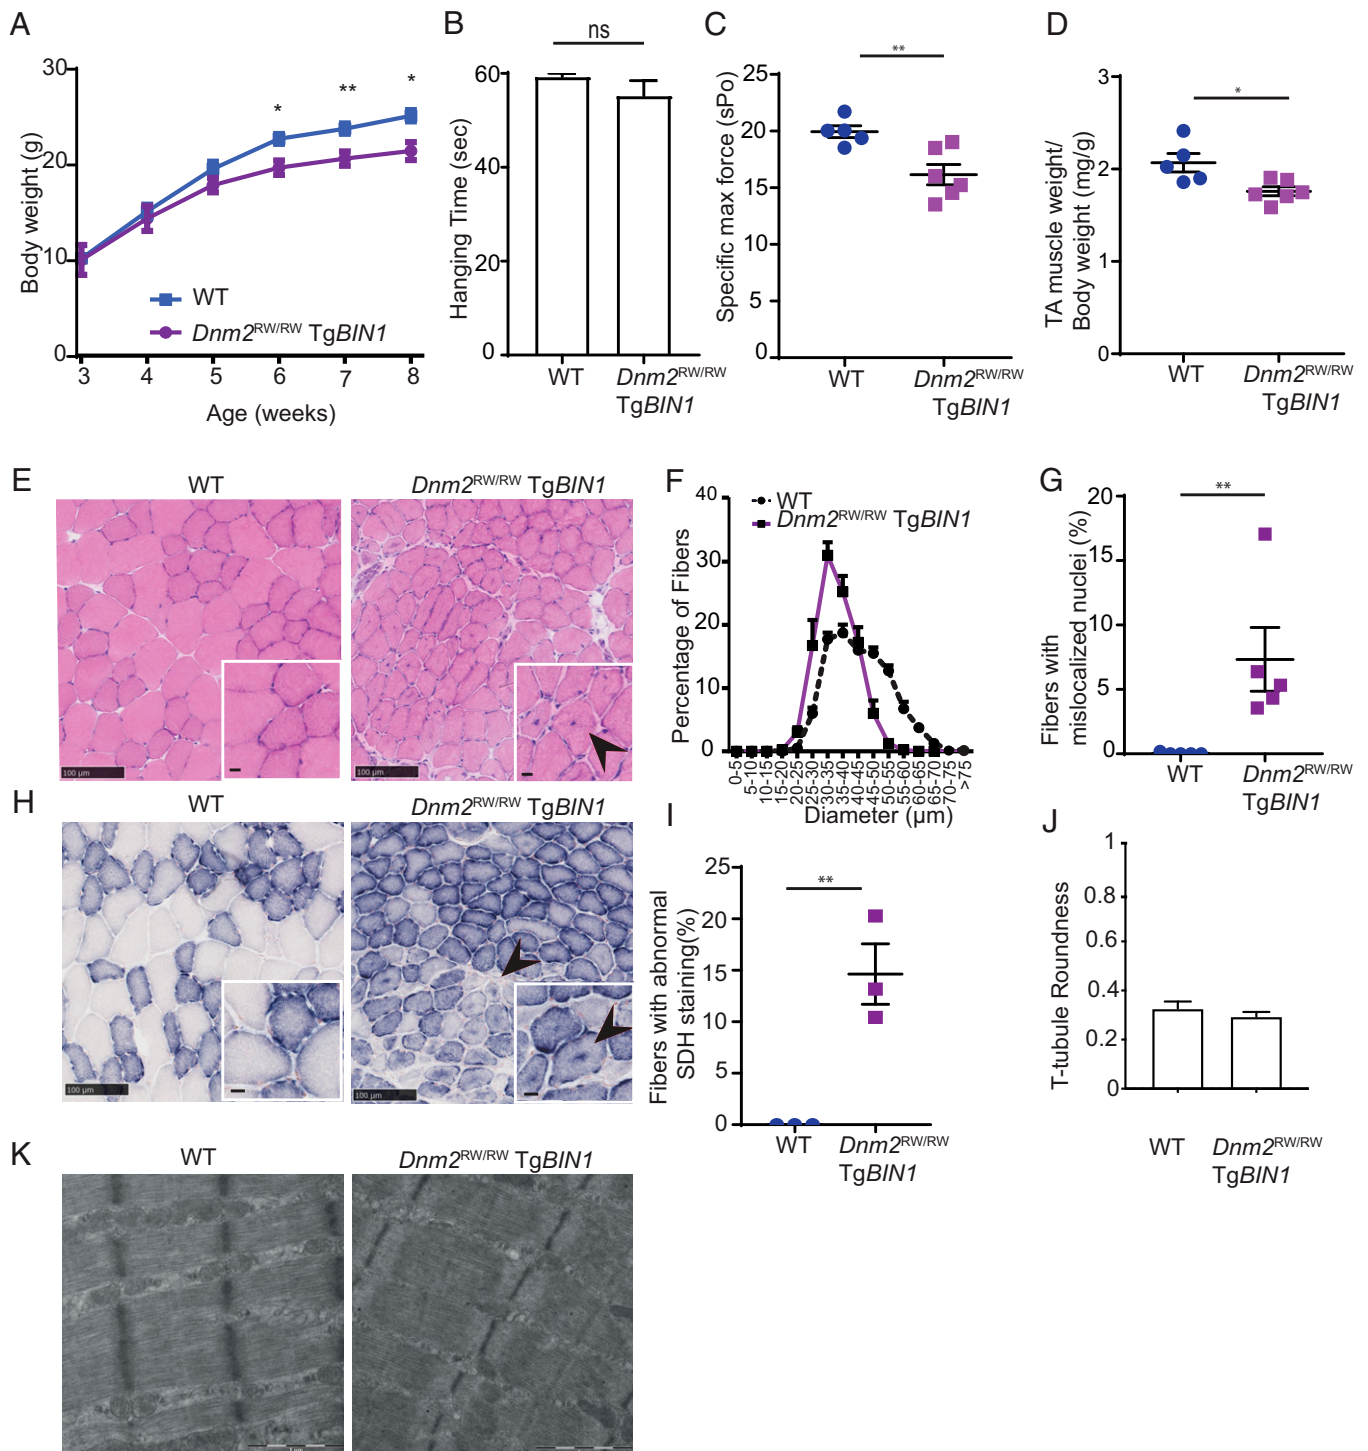 A
30
20
10
0
Body weight (g)
*
**
*
WT
Dnm2RW/RW TgBIN1
3 4 5 6 7 8
Age (weeks)
B
ns
60
40
20
0
Hanging Time (sec)
WT
Dnm2RW/RW
TgBIN1
C
**
25
20
15
10
5
0
Specific max force (sPo)
WT
Dnm2RW/RW
TgBIN1
D
*
3
2
1
0
TA muscle weight/
Body weight (mg/g)
WT
Dnm2RW/RW
TgBIN1
E
WT
Dnm2RW/RW TgBIN1
100 µm
100 µm
F
40
30
20
10
0
Percentage of Fibers
WT
Dnm2RW/RW TgBIN1
0-5
5-10
10-15
15-20
20-25
25-30
30-35
35-40
40-45
45-50
50-55
55-60
60-65
65-70
70-75
>75
Diameter (µm)
G
**
20
15
10
5
0
Fibers with
mislocalized nuclei (%)
WT
Dnm2RW/RW
TgBIN1
H
WT
Dnm2RW/RW TgBIN1
100 µm
100 µm
I
**
25
20
15
10
5
0
Fibers with abnormal
SDH staining(%)
WT
Dnm2RW/RW
TgBIN1
J
1
0.8
0.6
0.4
0.2
0
T-tubule Roundness
WT
Dnm2RW/RW
TgBIN1
K
WT
Dnm2RW/RW TgBIN1